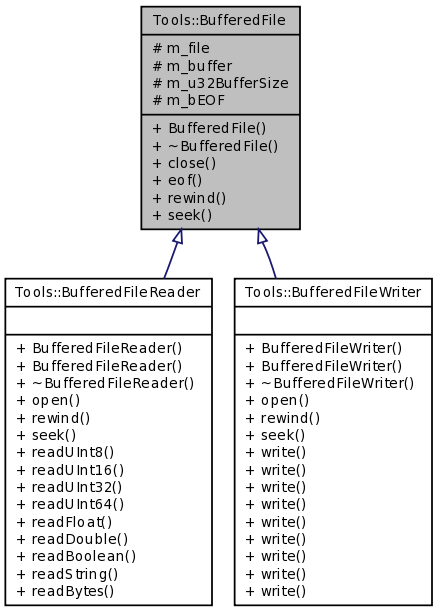 Tools::BufferedFile
# m_file
# m_buffer
# m_u32BufferSize
# m_bEOF
+ BufferedFile()
+ ~BufferedFile()
+ close()
+ eof()
+ rewind()
+ seek()
Tools::BufferedFileReader
+ BufferedFileReader()
+ BufferedFileReader()
+ ~BufferedFileReader()
+ open()
+ rewind()
+ seek()
+ readUInt8()
+ readUInt16()
+ readUInt32()
+ readUInt64()
+ readFloat()
+ readDouble()
+ readBoolean()
+ readString()
+ readBytes()
Tools::BufferedFileWriter
+ BufferedFileWriter()
+ BufferedFileWriter()
+ ~BufferedFileWriter()
+ open()
+ rewind()
+ seek()
+ write()
+ write()
+ write()
+ write()
+ write()
+ write()
+ write()
+ write()
+ write()